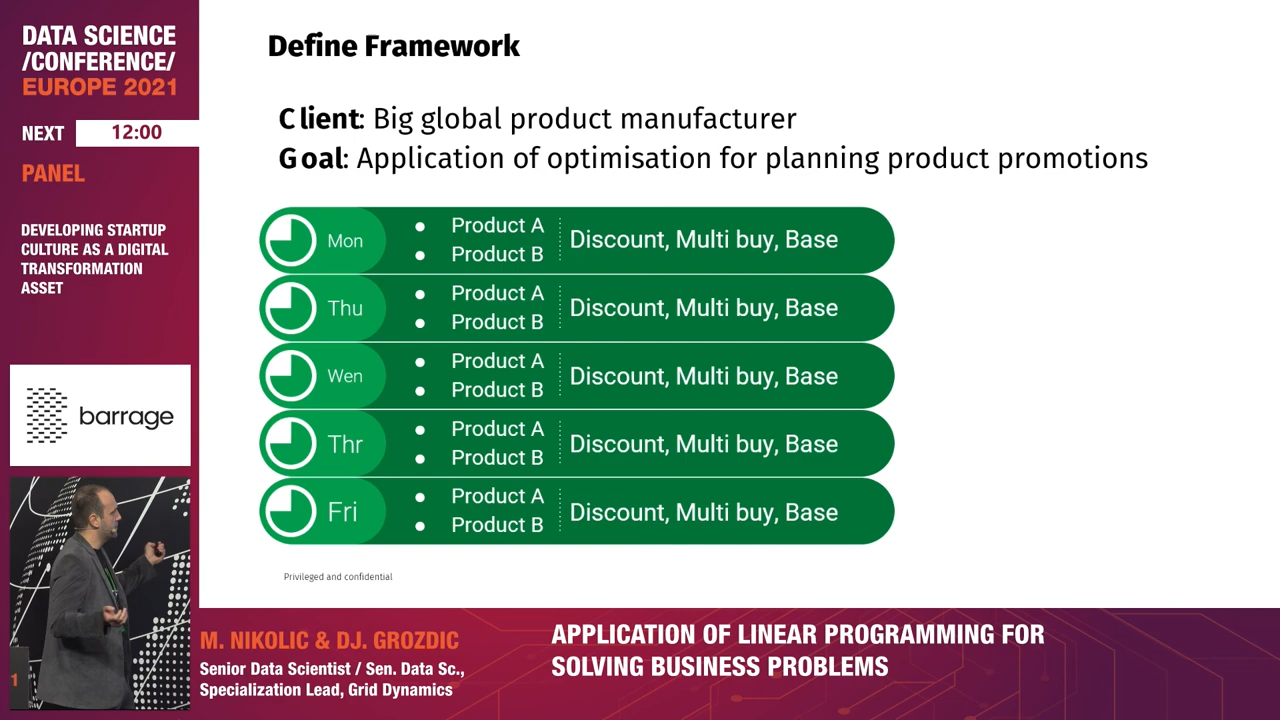 DATA SCIENCE
/CONFERENCE/
EUROPE 2021
NEXT 12:00
PANEL
DEVELOPING STARTUP
CULTURE AS A DIGITAL
TRANSFORMATION
ASSET
barrage
1
Define Framework
Client: Big global product manufacturer
Goal: Application of optimisation for planning product promotions
Mon
• Product A
• Product B
Discount, Multi buy, Base
Thu
• Product A
• Product B
Discount, Multi buy, Base
Wen
• Product A
• Product B
Discount, Multi buy, Base
Thr
• Product A
• Product B
Discount, Multi buy, Base
Fri
• Product A
• Product B
Discount, Multi buy, Base
Privileged and confidential
M. NIKOLIC & DJ. GROZDIC
Senior Data Scientist / Sen. Data Sc.,
Specialization Lead, Grid Dynamics
APPLICATION OF LINEAR PROGRAMMING FOR
SOLVING BUSINESS PROBLEMS